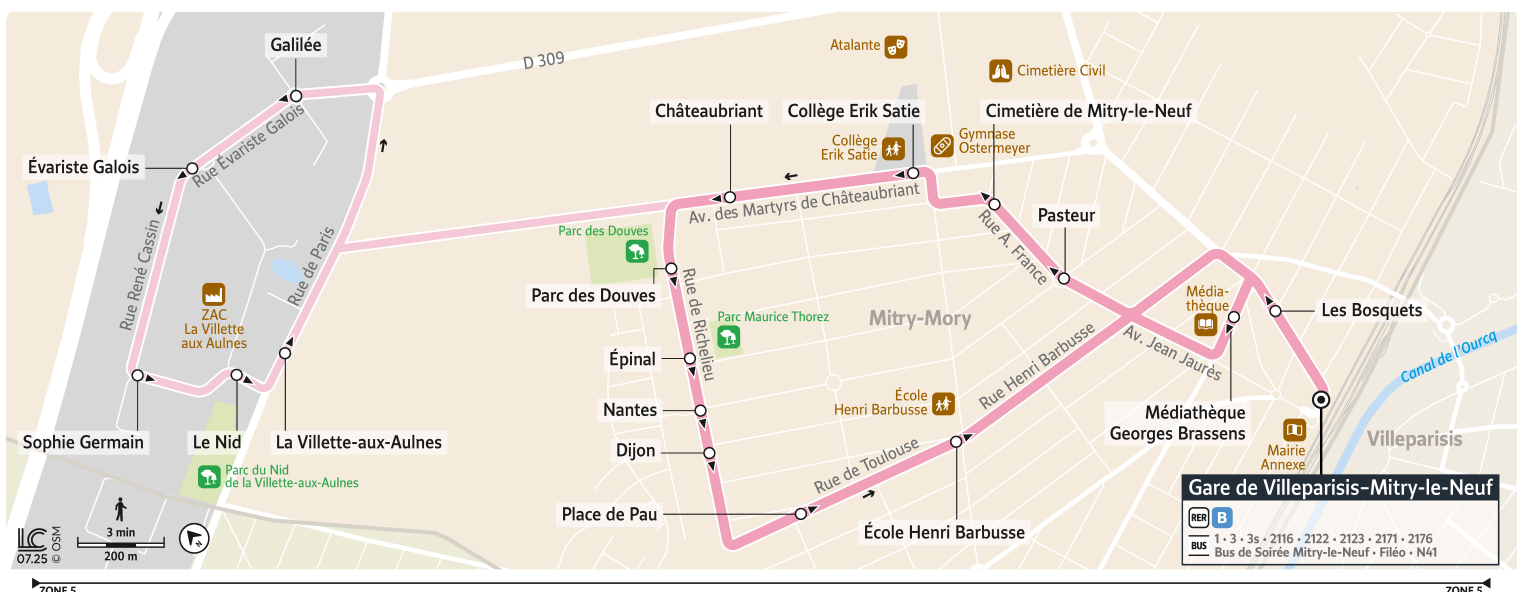 Galilée
D 309
Atalante
Cimetière Civil
Châteaubriant
Collège Erik Satie
Cimetière de Mitry-le-Neuf
Évariste Galois
Rue Évariste Galois
Collège
Erik Satie
Gymnase
Ostermeyer
Av. des Martyrs de Châteaubriant
Pasteur
Rue A. France
Parc des Douves
Rue René Cassin
Rue de Paris
Parc des Douves
Rue de Richelieu
ZAC
La Villette
aux Aulnes
Parc Maurice Thorez
Mitry-Mory
Média-
thèque
Les Bosquets
Av. Jean Jaurès
Canal de l'Ourcq
Épinal
Rue Henri Barbusse
École
Henri Barbusse
Nantes
Médiathèque
Georges Brassens
Sophie Germain
Le Nid
La Villette-aux-Aulnes
Dijon
Rue de Toulouse
Mairie
Annexe
Villeparisis
Parc du Nid
de la Villette-aux-Aulnes
Place de Pau
École Henri Barbusse
Gare de Villeparisis–Mitry-le-Neuf
RER B
BUS
1 • 3 • 3s • 2116 • 2122 • 2123 • 2171 • 2176
Bus de Soirée Mitry-le-Neuf • Filéo • N41
LC
07.25 © OSM
3 min
200 m
N
ZONE 5
ZONE 5